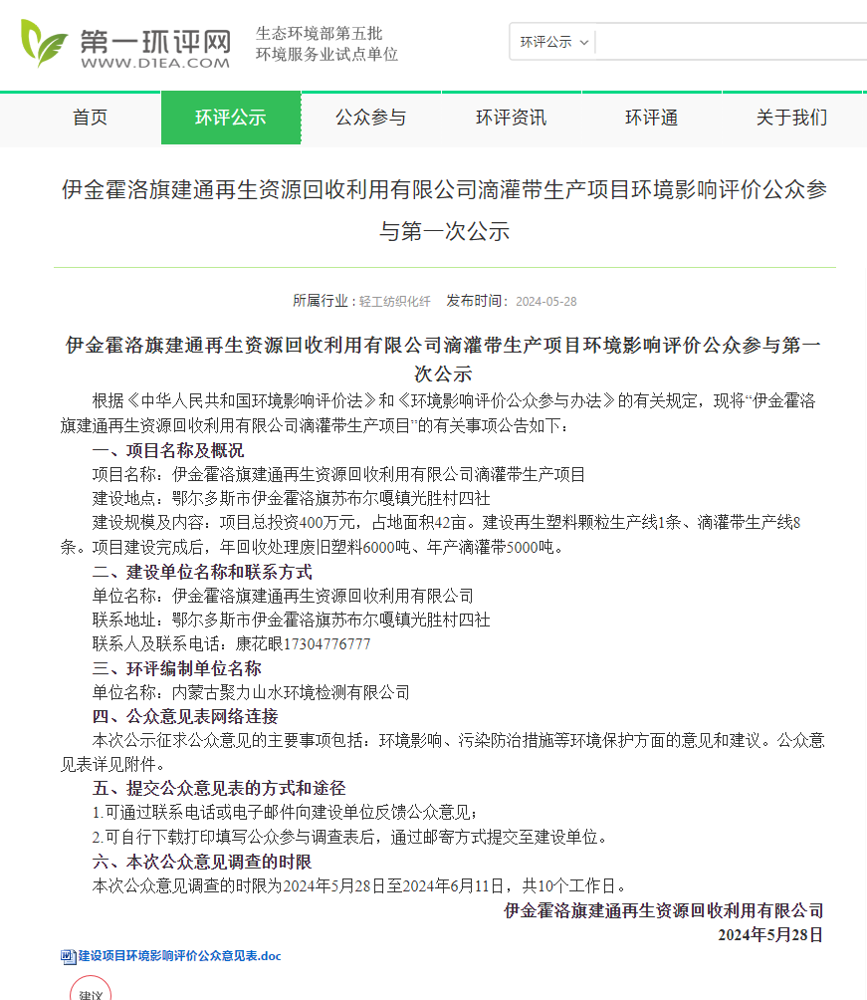 第一环评网
WWW.D1EA.COM
生态环境部第五批
环境服务业试点单位
环评公示
首页
环评公示
公众参与
环评资讯
环评通
关于我们
伊金霍洛旗建通再生资源回收利用有限公司滴灌带生产项目环境影响评价公众参
与第一次公示
所属行业：轻工纺织化纤 发布时间：2024-05-28
伊金霍洛旗建通再生资源回收利用有限公司滴灌带生产项目环境影响评价公众参与第一
次公示
根据《中华人民共和国环境影响评价法》和《环境影响评价公众参与办法》的有关规定，现将“伊金霍洛
旗建通再生资源回收利用有限公司滴灌带生产项目”的有关事项公告如下：
一、项目名称及概况
项目名称：伊金霍洛旗建通再生资源回收利用有限公司滴灌带生产项目
建设地点：鄂尔多斯市伊金霍洛旗苏布尔嘎镇光胜村四社
建设规模及内容：项目总投资400万元，占地面积42亩。建设再生塑料颗粒生产线1条、滴灌带生产线8
条。项目建设完成后，年回收处理废旧塑料6000吨、年产滴灌带5000吨。
二、建设单位名称和联系方式
单位名称：伊金霍洛旗建通再生资源回收利用有限公司
联系地址：鄂尔多斯市伊金霍洛旗苏布尔嘎镇光胜村四社
联系人及联系电话：康花眼17304776777
三、环评编制单位名称
单位名称：内蒙古聚力山水环境检测有限公司
四、公众意见表网络连接
本次公示征求公众意见的主要事项包括：环境影响、污染防治措施等环境保护方面的意见和建议。公众意
见表详见附件。
五、提交公众意见表的方式和途径
1.可通过联系电话或电子邮件向建设单位反馈公众意见；
2.可自行下载打印填写公众参与调查表后，通过邮寄方式提交至建设单位。
六、本次公众意见调查的时限
本次公众意见调查的时限为2024年5月28日至2024年6月11日，共10个工作日。
伊金霍洛旗建通再生资源回收利用有限公司
2024年5月28日
建设项目环境影响评价公众意见表.doc
建议